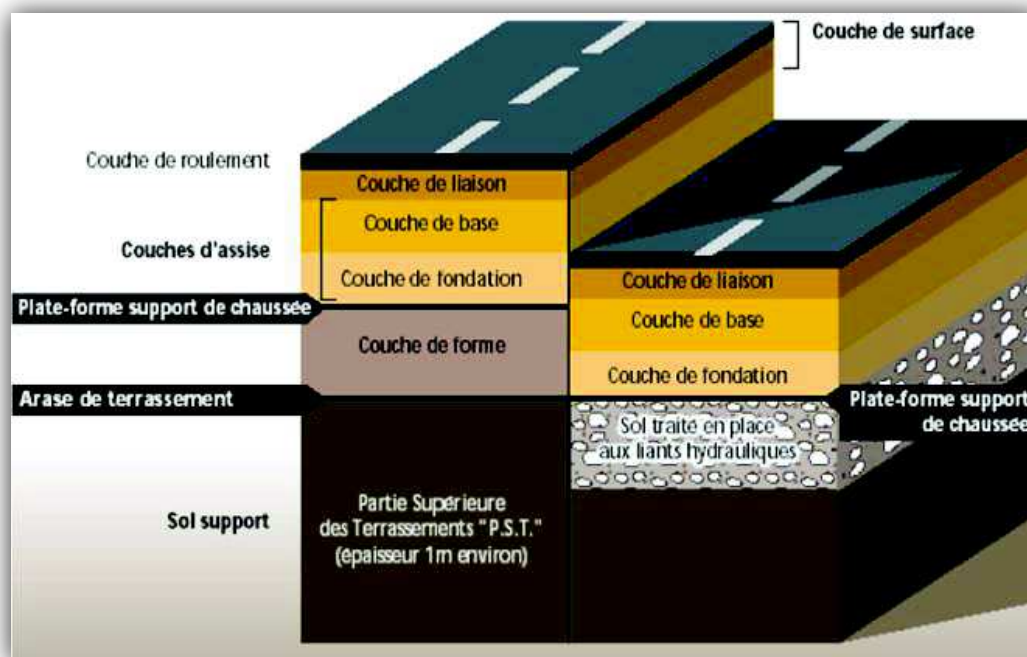 Couche de surface
Couche de roulement
Couche de liaison
Couche de base
Couches d'assise
Couche de fondation
Plate-forme support de chaussée
Couche de forme
Arase de terrassement
Sol support
Partie Supérieure
des Terrassements "P.S.T."
(épaisseur 1m environ)
Couche de liaison
Couche de base
Couche de fondation
Plate-forme support
de chaussée
Sol traité en place
aux liants hydrauliques